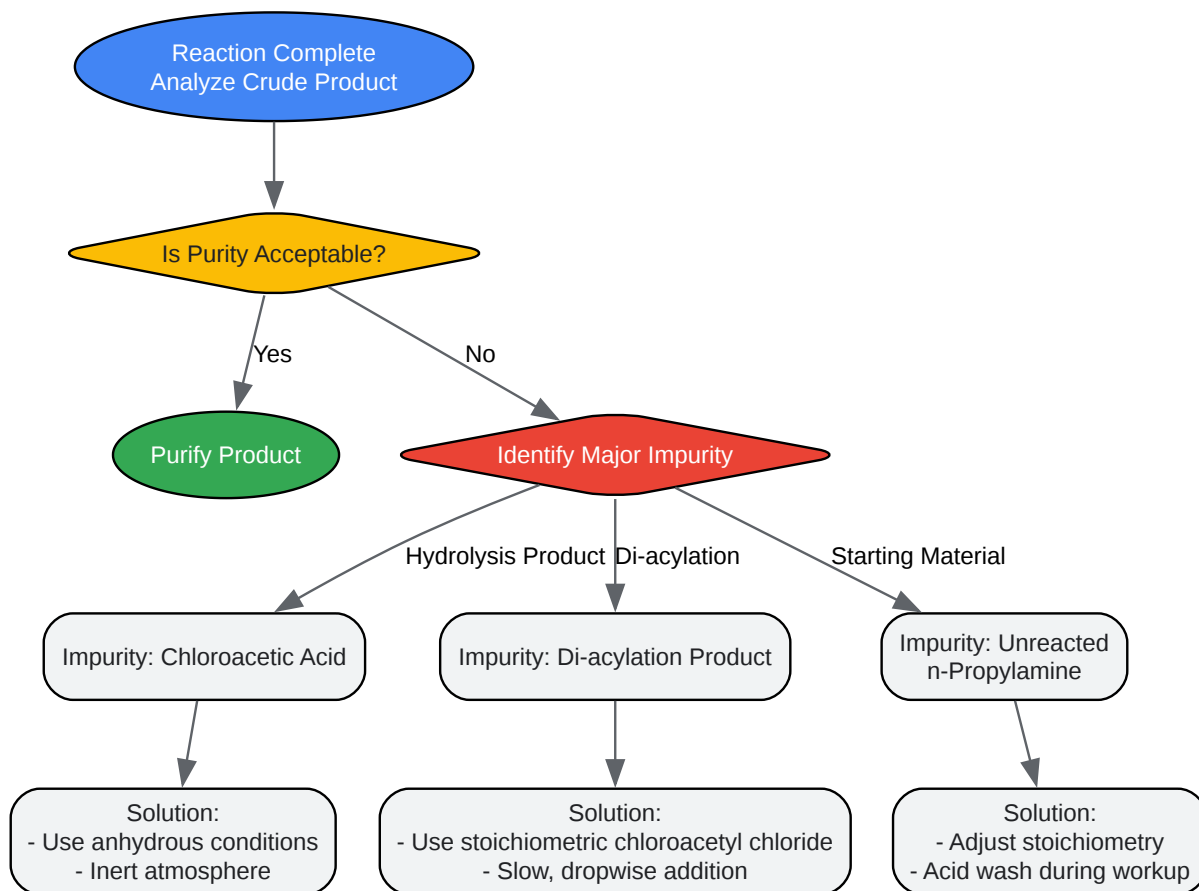 Reaction Complete
Analyze Crude Product
Is Purity Acceptable?
Yes
No
Purify Product
Identify Major Impurity
Hydrolysis Product
Di-acylation
Starting Material
Impurity: Chloroacetic Acid
Impurity: Di-acylation Product
Impurity: Unreacted
n-Propylamine
Solution:
- Use anhydrous conditions
- Inert atmosphere
Solution:
- Use stoichiometric chloroacetyl chloride
- Slow, dropwise addition
Solution:
- Adjust stoichiometry
- Acid wash during workup